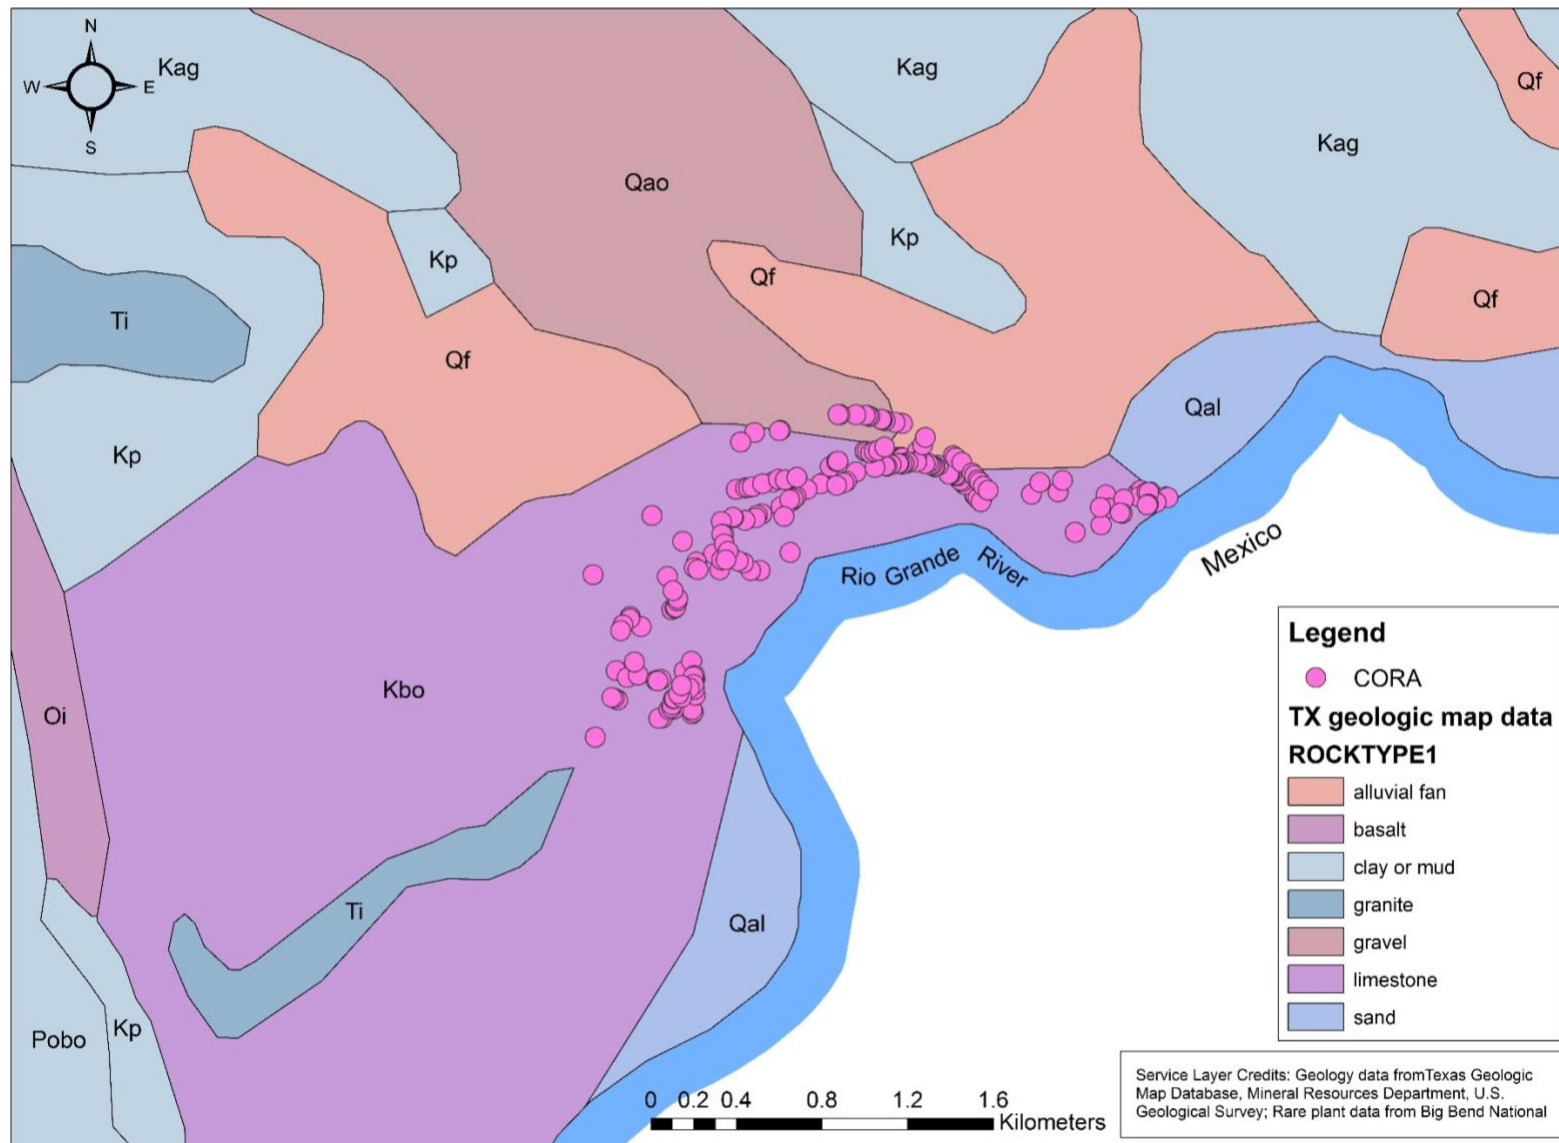 N
W
E
S
Kag
Kag
Qf
Kag
Qao
Kp
Kp
Qf
Qf
Ti
Qf
Qal
Kp
Rio Grande River
Mexico
Kbo
Oi
Ti
Qal
Pobo
Kp
Legend
CORA
TX geologic map data
ROCKTYPE1
alluvial fan
basalt
clay or mud
granite
gravel
limestone
sand
0 0.2 0.4 0.8 1.2 1.6
Kilometers
Service Layer Credits: Geology data fromTexas Geologic
Map Database, Mineral Resources Department, U.S.
Geological Survey; Rare plant data from Big Bend National